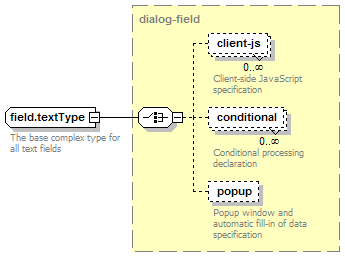 dialog-field
client-js
0..∞
Client-side JavaScript
specification
field.textType
The base complex type for
all text fields
conditional
0..∞
Conditional processing
declaration
popup
Popup window and
automatic fill-in of data
specification